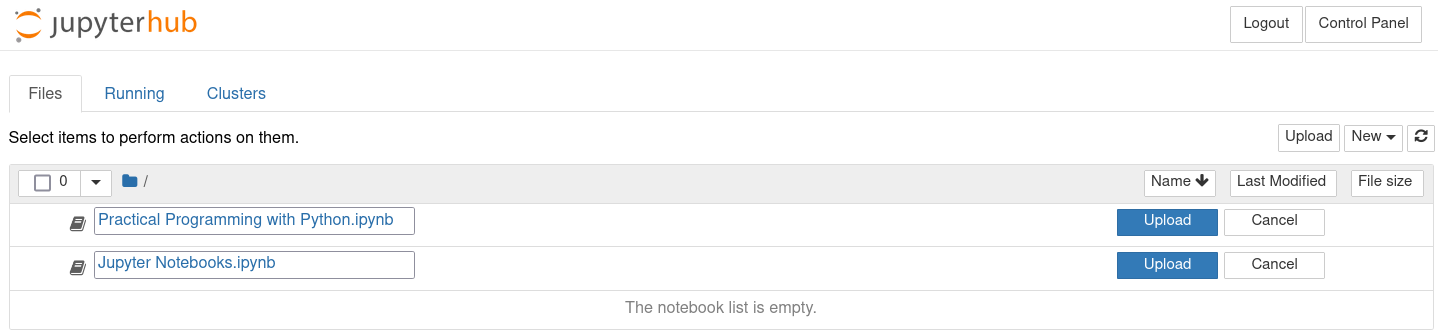 jupyterhub Logout Control Panel
Files Running Clusters
Select items to perform actions on them. Upload New
0 / Name Last Modified File size
Practical Programming with Python.ipynb Upload Cancel
Jupyter Notebooks.ipynb Upload Cancel
The notebook list is empty.